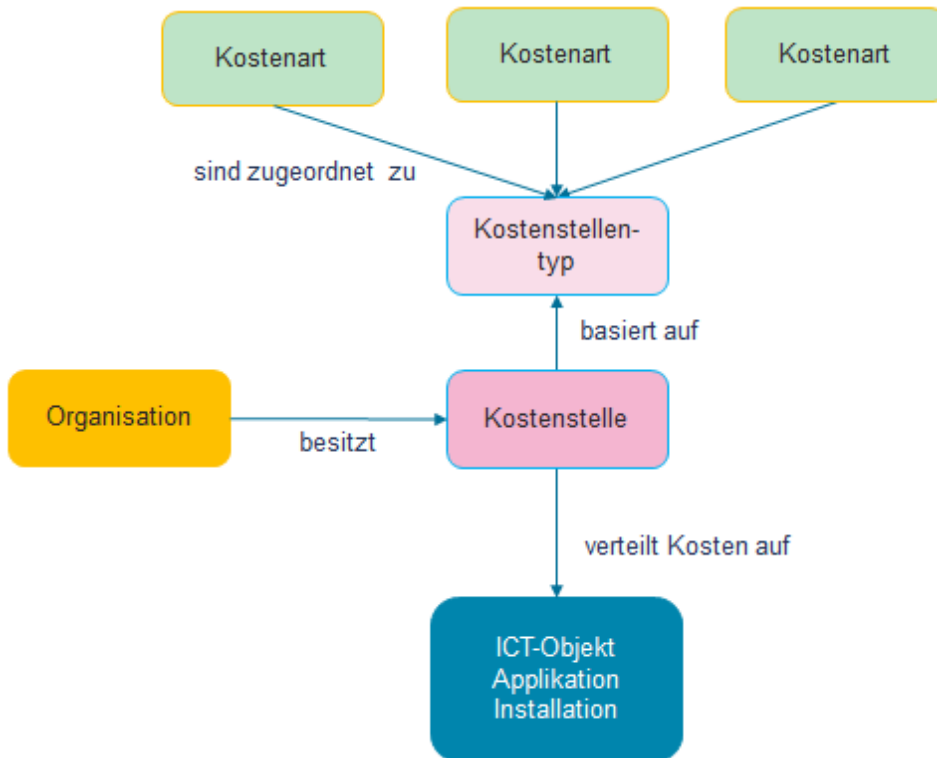 Kostenart
Kostenart
Kostenart
sind zugeordnet zu
Kostenstellen-
typ
basiert auf
Organisation
besitzt
Kostenstelle
verteilt Kosten auf
ICT-Objekt
Applikation
Installation